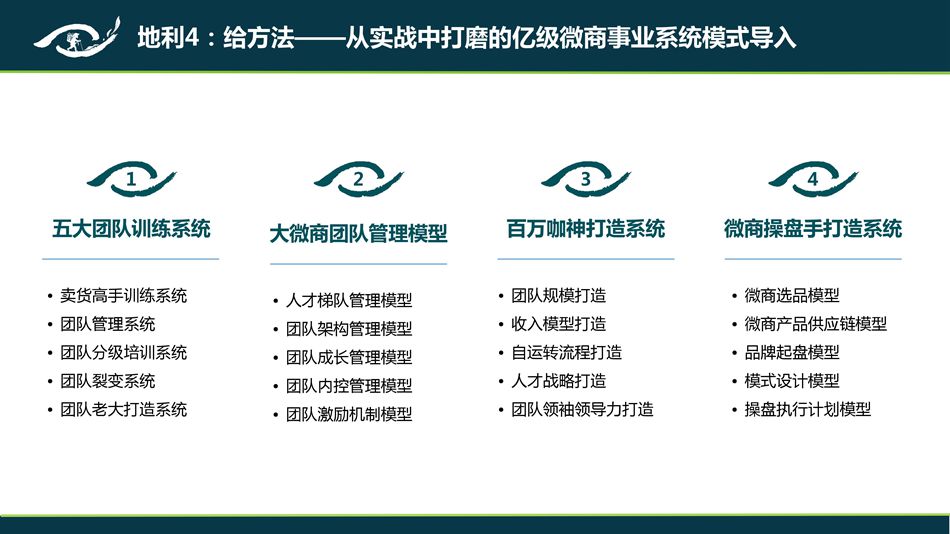 地利4：给方法——从实战中打磨的亿级微商事业系统模式导入
1
五大团队训练系统
• 卖货高手训练系统
• 团队管理系统
• 团队分级培训系统
• 团队裂变系统
• 团队老大打造系统
2
大微商团队管理模型
• 人才梯队管理模型
• 团队架构管理模型
• 团队成长管理模型
• 团队内控管理模型
• 团队激励机制模型
3
百万咖神打造系统
• 团队规模打造
• 收入模型打造
• 自运转流程打造
• 人才战略打造
• 团队领袖领导力打造
4
微商操盘手打造系统
• 微商选品模型
• 微商产品供应链模型
• 品牌起盘模型
• 模式设计模型
• 操盘执行计划模型